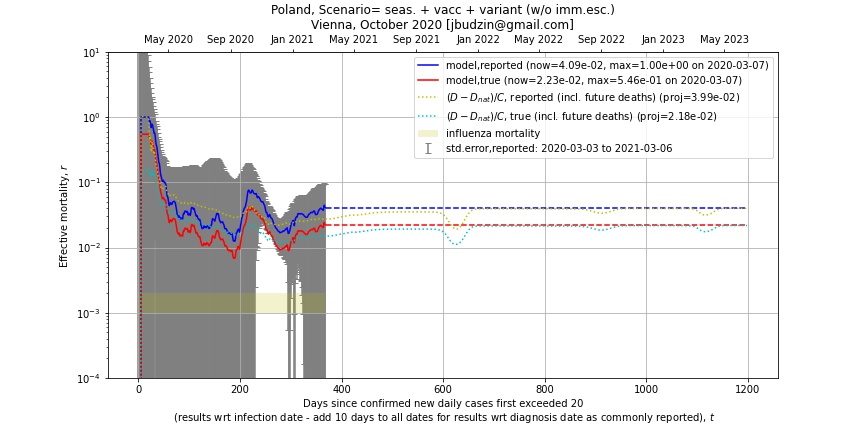 Poland, Scenario= seas. + vacc + variant (w/o imm.esc.)
Vienna, October 2020 [jbudzin@gmail.com]
May 2020 Sep 2020 Jan 2021 May 2021 Sep 2021 Jan 2022 May 2022 Sep 2022 Jan 2023 May 2023
model,reported (now=4.09e-02, max=1.00e+00 on 2020-03-07)
model,true (now=2.23e-02, max=5.46e-01 on 2020-03-07)
(D − D_nat)/C, reported (incl. future deaths) (proj=3.99e-02)
(D − D_nat)/C, true (incl. future deaths) (proj=2.18e-02)
influenza mortality
std.error,reported: 2020-03-03 to 2021-03-06
Effective mortality, r
10^1
10^0
10^−1
10^−2
10^−3
10^−4
0 200 400 600 800 1000 1200
Days since confirmed new daily cases first exceeded 20
(results wrt infection date - add 10 days to all dates for results wrt diagnosis date as commonly reported), t